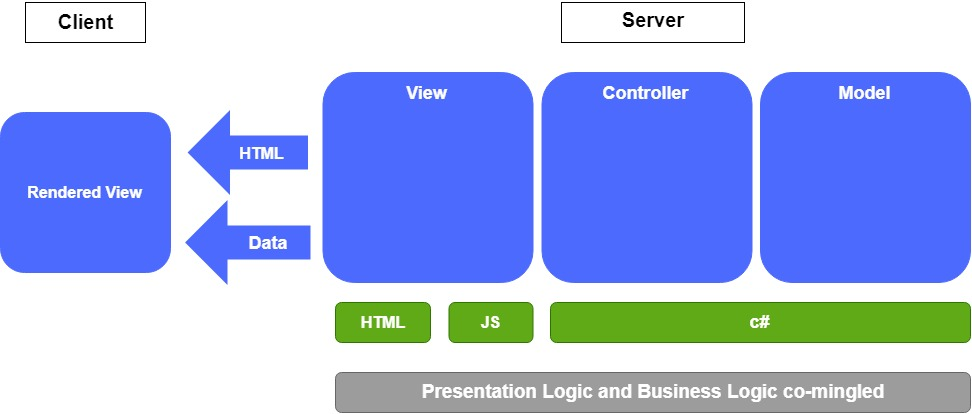 Client
Server
View
Controller
Model
HTML
Rendered View
Data
HTML
JS
c#
Presentation Logic and Business Logic co-mingled